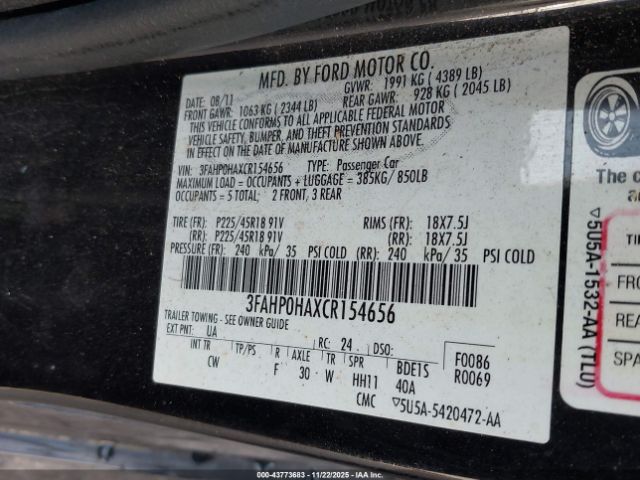 MFD. BY FORD MOTOR CO.
DATE: 08/11 GVWR: 1991 KG ( 4389 LB)
FRONT GAWR: 1063 KG ( 2344 LB) REAR GAWR: 928 KG ( 2045 LB)
THIS VEHICLE CONFORMS TO ALL APPLICABLE FEDERAL MOTOR
VEHICLE SAFETY, BUMPER, AND THEFT PREVENTION STANDARDS
IN EFFECT ON THE DATE OF MANUFACTURE SHOWN ABOVE.
VIN: 3FAHP0HAXCR154656 TYPE: Passenger Car
MAXIMUM LOAD = OCCUPANTS + LUGGAGE = 385KG/ 850LB
OCCUPANTS = 5 TOTAL: 2 FRONT, 3 REAR
TIRE (FR): P225/45R18 91V RIMS (FR): 18X7.5J
(RR): P225/45R18 91V (RR): 18X7.5J
PRESSURE (FR): 240 kPa/ 35 PSI COLD (RR): 240 kPa/ 35 PSI COLD
3FAHP0HAXCR154656
TRAILER TOWING - SEE OWNER GUIDE
EXT PNT: UA RC: 24 DSO: F0086
INT TR TP/PS R AXLE TR SPR BDE1S R0069
CW F 30 W HH11 40A
CMC ▽5U5A-5420472-AA
The c
a
▽5U5A-1532-AA (TL0)
TI
FRO
REA
SPA
000-43773683 | 11/22/2025 | IAAI.com